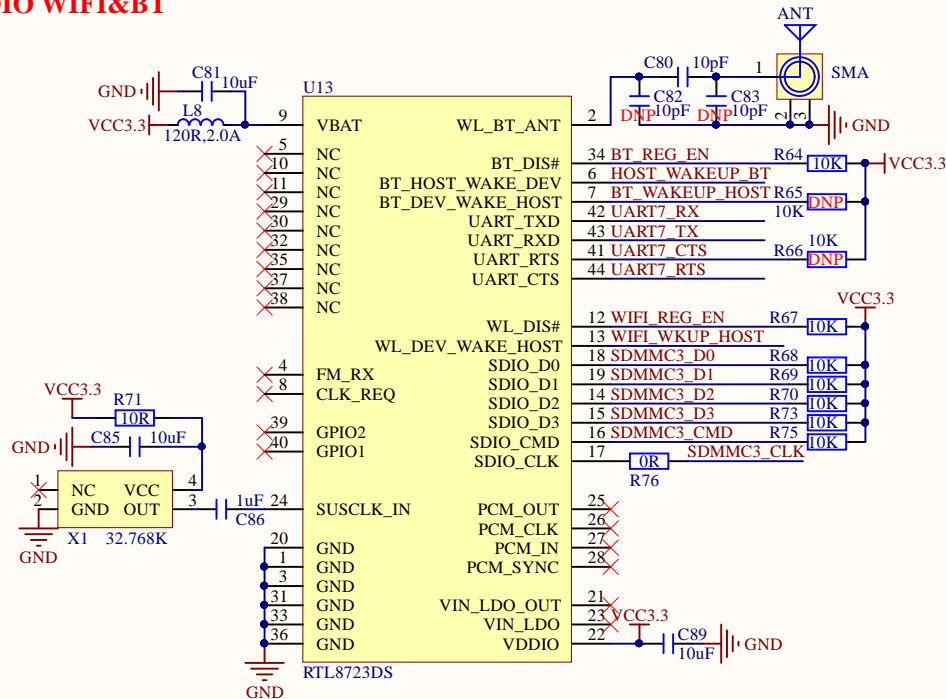 DIO WIFI&BT
ANT
C81
10uF
GND
L8
VCC3.3
120R,2.0A
U13
C80
10pF
1
SMA
C82
10pF
DNP
C83
10pF
DNP
2
3
GND
9
VBAT
WL_BT_ANT
2
5
NC
10
NC
11
NC
29
NC
30
NC
32
NC
35
NC
37
NC
38
NC
BT_DIS#
34
BT_REG_EN
R64
10K
VCC3.3
BT_HOST_WAKE_DEV
6
HOST_WAKEUP_BT
BT_DEV_WAKE_HOST
7
BT_WAKEUP_HOST
R65
DNP
10K
UART_TXD
42
UART7_RX
UART_RXD
43
UART7_TX
10K
UART_RTS
41
UART7_CTS
R66
DNP
UART_CTS
44
UART7_RTS
VCC3.3
WL_DIS#
12
WIFI_REG_EN
R67
10K
WL_DEV_WAKE_HOST
13
WIFI_WKUP_HOST
SDIO_D0
18
SDMMC3_D0
R68
10K
SDIO_D1
19
SDMMC3_D1
R69
10K
SDIO_D2
14
SDMMC3_D2
R70
10K
SDIO_D3
15
SDMMC3_D3
R73
10K
SDIO_CMD
16
SDMMC3_CMD
R75
10K
SDIO_CLK
17
0R
R76
SDMMC3_CLK
4
FM_RX
8
CLK_REQ
39
GPIO2
40
GPIO1
VCC3.3
R71
10R
GND
C85
10uF
1
NC
VCC
4
2
GND
OUT
3
X1
32.768K
GND
1uF
C86
24
SUSCLK_IN
PCM_OUT
25
PCM_CLK
26
PCM_IN
27
PCM_SYNC
28
20
GND
1
GND
3
GND
31
GND
33
GND
36
GND
GND
VIN_LDO_OUT
21
VIN_LDO
23
VDDIO
22
VCC3.3
C89
10uF
GND
RTL8723DS